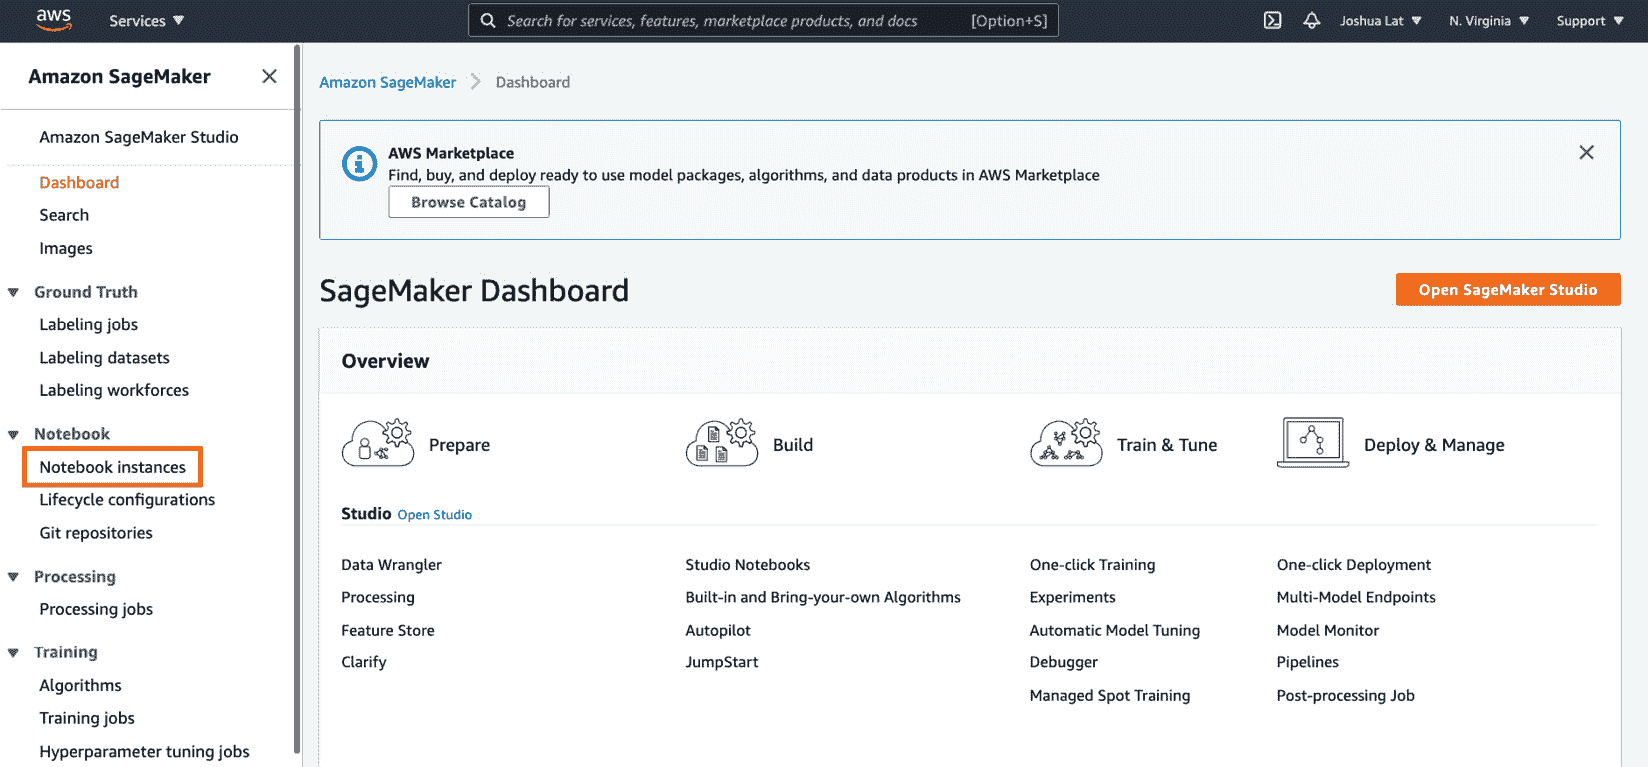 aws
Services
Search for services, features, marketplace products, and docs [Option+S]
Joshua Lat
N. Virginia
Support
Amazon SageMaker
Amazon SageMaker Studio
Dashboard
Search
Images
Ground Truth
Labeling jobs
Labeling datasets
Labeling workforces
Notebook
Notebook instances
Lifecycle configurations
Git repositories
Processing
Processing jobs
Training
Algorithms
Training jobs
Hyperparameter tuning jobs
Amazon SageMaker Dashboard
AWS Marketplace
Find, buy, and deploy ready to use model packages, algorithms, and data products in AWS Marketplace
Browse Catalog
SageMaker Dashboard
Open SageMaker Studio
Overview
Prepare
Build
Train & Tune
Deploy & Manage
Studio Open Studio
Data Wrangler
Processing
Feature Store
Clarify
Studio Notebooks
Built-in and Bring-your-own Algorithms
Autopilot
JumpStart
One-click Training
Experiments
Automatic Model Tuning
Debugger
Managed Spot Training
One-click Deployment
Multi-Model Endpoints
Model Monitor
Pipelines
Post-processing Job